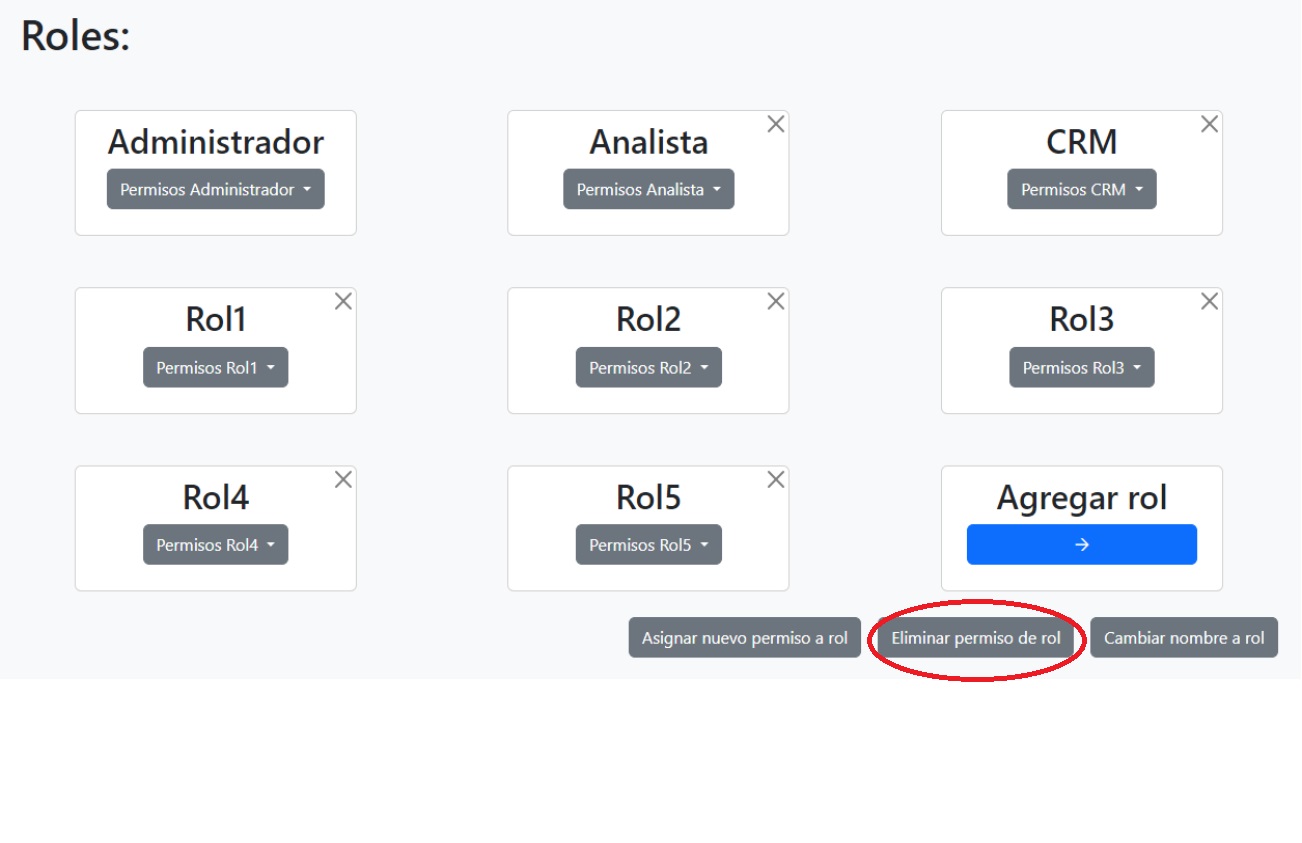 Roles:
Administrador
Analista
CRM
Permisos Administrador
Permisos Analista
Permisos CRM
Rol1
Rol2
Rol3
Permisos Rol1
Permisos Rol2
Permisos Rol3
Rol4
Rol5
Agregar rol
Permisos Rol4
Permisos Rol5
Asignar nuevo permiso a rol
Eliminar permiso de rol
Cambiar nombre a rol